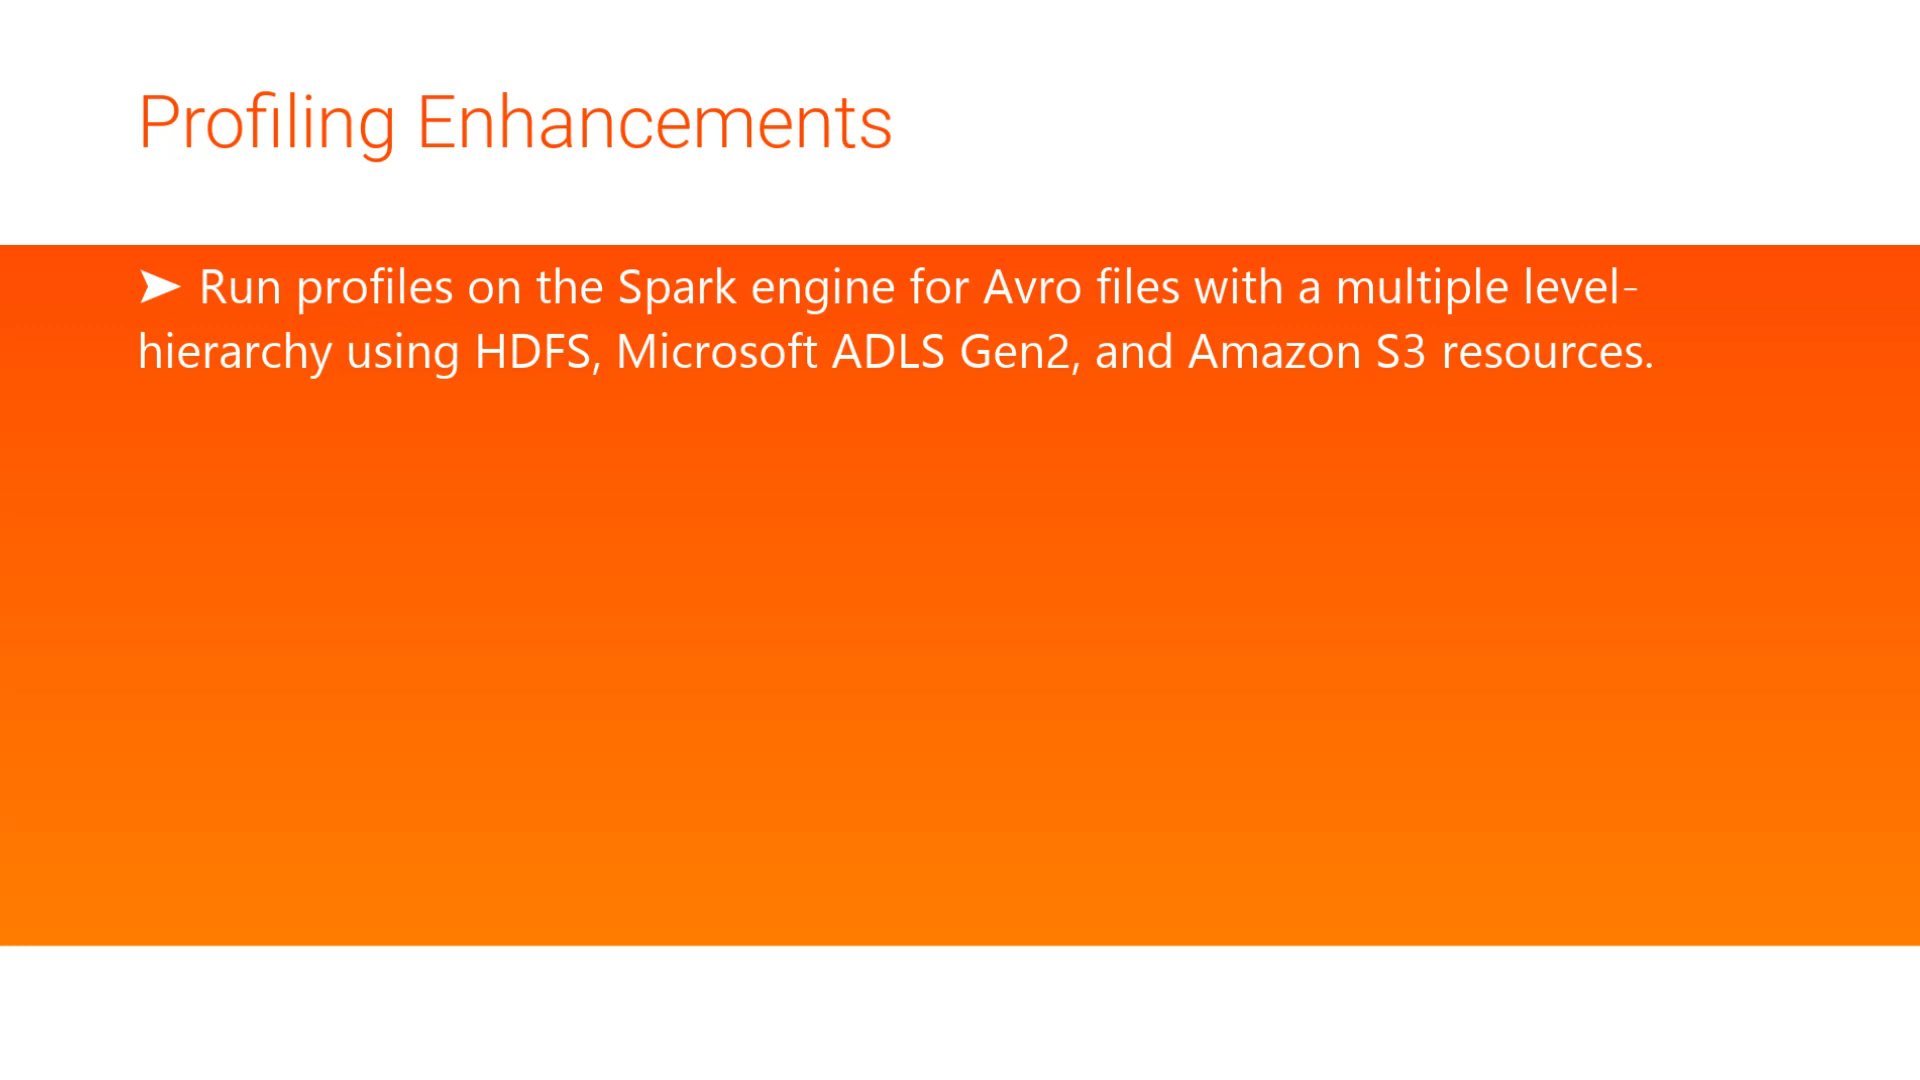 Profiling Enhancements
➤ Run profiles on the Spark engine for Avro files with a multiple level-
hierarchy using HDFS, Microsoft ADLS Gen2, and Amazon S3 resources.